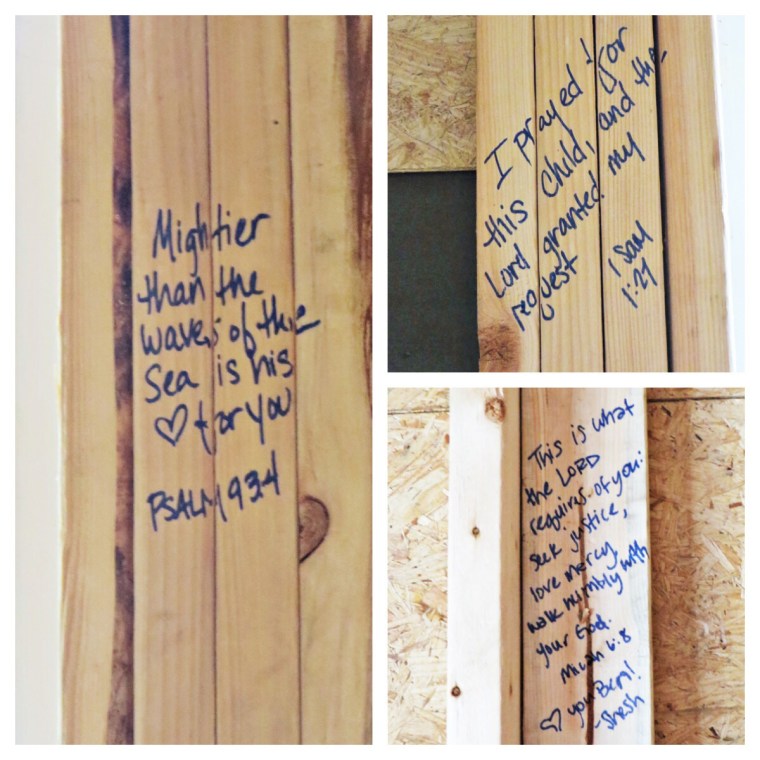 Mightier
than the
waves of the
Sea is his
♡ for you
PSALM 93:4
I prayed for
this child, and the
Lord granted my
request
1 Sam
1:27
This is what
the LORD
requires of you:
seek justice,
love mercy,
walk humbly with
your God.
Micah 6:8
♡ you